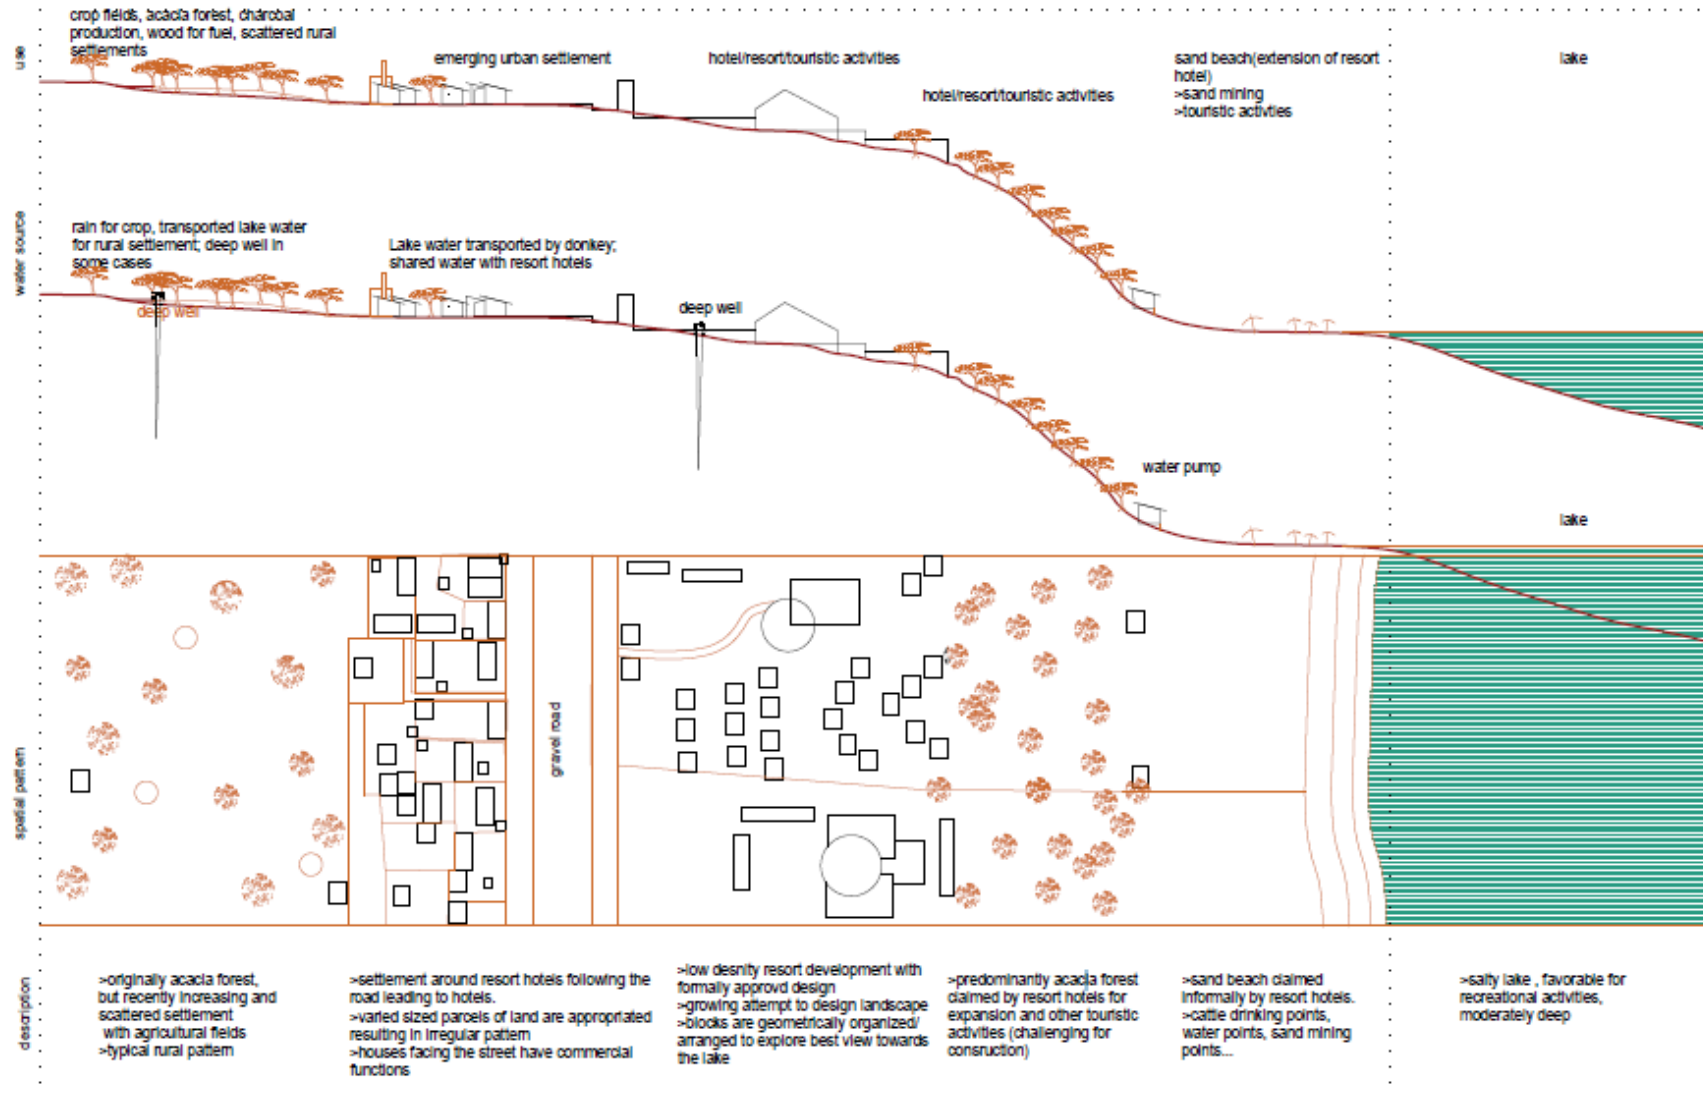 use
crop fields, acacia forest, charcoal
production, wood for fuel, scattered rural
settlements
emerging urban settlement
hotel/resort/touristic activities
hotel/resort/touristic activities
sand beach(extension of resort
hotel)
>sand mining
>touristic activties
lake
water source
rain for crop, transported lake water
for rural settlement; deep well in
some cases
deep well
Lake water transported by donkey;
shared water with resort hotels
deep well
water pump
lake
spatial pattern
gravel road
description
>originally acacia forest,
but recently increasing and
scattered settlement
with agricultural fields
>typical rural pattern
>settlement around resort hotels following the
road leading to hotels.
>varied sized parcels of land are appropriated
resulting in irregular pattern
>houses facing the street have commercial
functions
>low desnity resort development with
formally approvd design
>growing attempt to design landscape
>blocks are geometrically organized/
arranged to explore best view towards
the lake
>predominantly acacia forest
claimed by resort hotels for
expansion and other touristic
activities (challenging for
consruction)
>sand beach claimed
informally by resort hotels.
>cattle drinking points,
water points, sand mining
points...
>salty lake , favorable for
recreational activities,
moderately deep